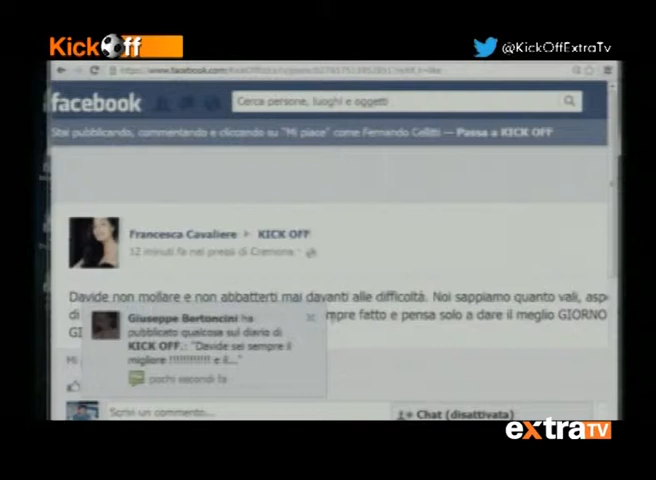 KickOff
@KickOffExtraTv
facebook
Cerca persone, luoghi e oggetti
Stai pubblicando, commentando e cliccando su "Mi piace" come Fernando Cellitti — Passa a KICK OFF
Francesca Cavaliere ▸ KICK OFF
12 minuti fa nei pressi di Cremona
Davide non mollare e non abbatterti mai davanti alle difficoltà. Noi sappiamo quanto vali, asp
di
mpre fatto e pensa solo a dare il meglio GIORNO
GI
Giuseppe Bertoncini ha
pubblicato qualcosa sul diario di
KICK OFF.: "Davide sei sempre il
migliore !!!!!!!!!!!! e il..."
pochi secondi fa
Mi
Scrivi un commento...
Chat (disattivata)
extraTV